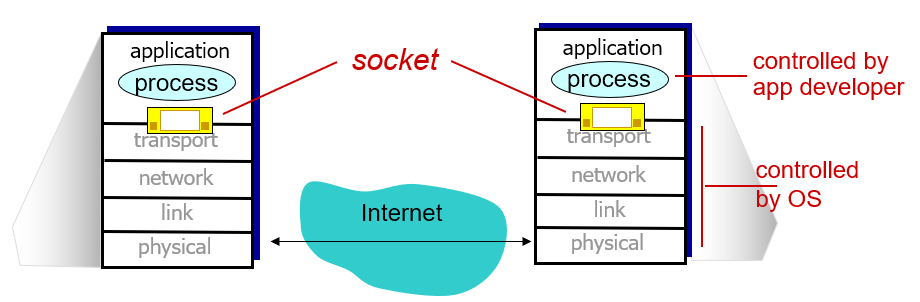 application
process
transport
network
link
physical
socket
Internet
application
process
transport
network
link
physical
controlled by
app developer
controlled
by OS